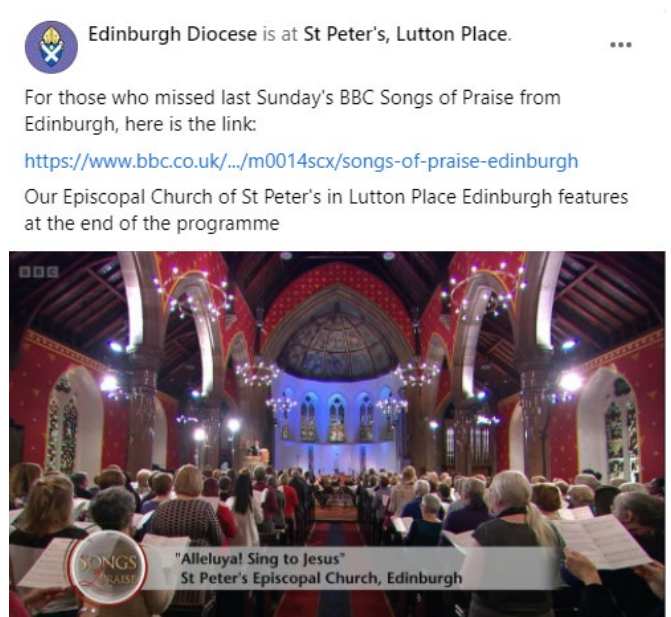 Edinburgh Diocese is at St Peter's, Lutton Place.
For those who missed last Sunday's BBC Songs of Praise from
Edinburgh, here is the link:
https://www.bbc.co.uk/.../m0014scx/songs-of-praise-edinburgh
Our Episcopal Church of St Peter's in Lutton Place Edinburgh features
at the end of the programme
BBC
SONGS
PRAISE
"Alleluya! Sing to Jesus"
St Peter's Episcopal Church, Edinburgh